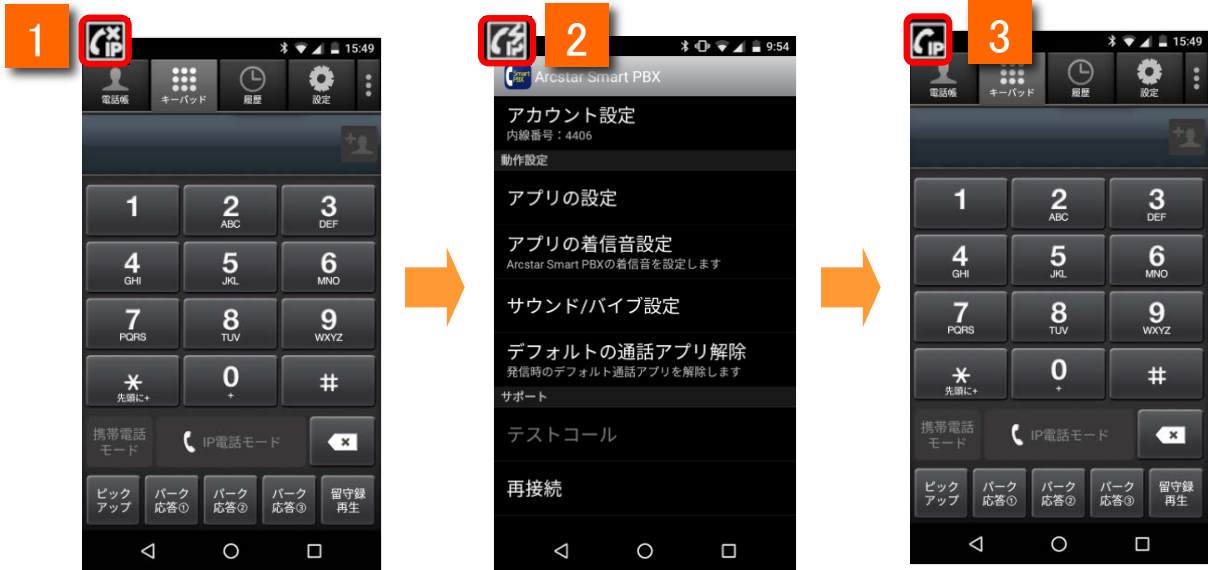 1
IP
15:49
電話帳
キーパッド
履歴
設定
1
2
ABC
3
DEF
4
GHI
5
JKL
6
MNO
7
PQRS
8
TUV
9
WXYZ
先頭に+
0
+
#
携帯電話
モード
IP電話モード
ピック
アップ
パーク
応答①
パーク
応答②
パーク
応答③
留守録
再生
2
9:54
Smart
PBX
Arcstar Smart PBX
アカウント設定
内線番号：4406
動作設定
アプリの設定
アプリの着信音設定
Arcstar Smart PBXの着信音を設定します
サウンド/バイブ設定
デフォルトの通話アプリ解除
発信時のデフォルト通話アプリを解除します
サポート
テストコール
再接続
3
IP
15:49
電話帳
キーパッド
履歴
設定
1
2
ABC
3
DEF
4
GHI
5
JKL
6
MNO
7
PQRS
8
TUV
9
WXYZ
先頭に+
0
+
#
携帯電話
モード
IP電話モード
ピック
アップ
パーク
応答①
パーク
応答②
パーク
応答③
留守録
再生